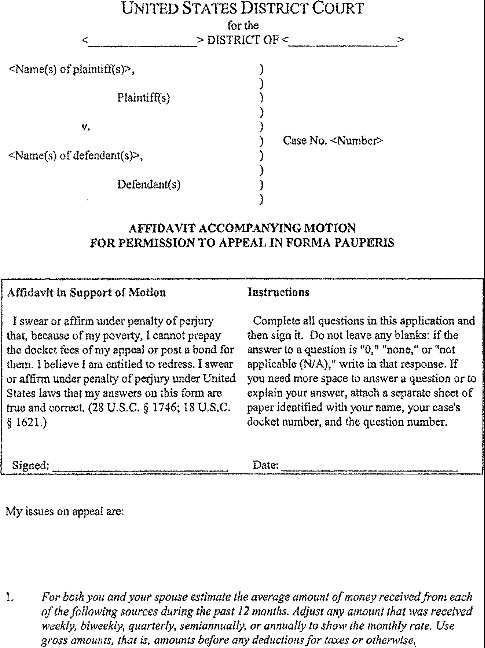 UNITED STATES DISTRICT COURT
for the
<____________> DISTRICT OF <____________>
<Name(s) of plaintiff(s)>, )
)
Plaintiff(s) )
)
v. )
) Case No. <Number>
<Name(s) of defendant(s)>, )
)
Defendant(s) )
)
AFFIDAVIT ACCOMPANYING MOTION
FOR PERMISSION TO APPEAL IN FORMA PAUPERIS
Affidavit in Support of Motion
I swear or affirm under penalty of perjury
that, because of my poverty, I cannot prepay
the docket fees of my appeal or post a bond for
them. I believe I am entitled to redress. I swear
or affirm under penalty of perjury under United
States laws that my answers on this form are
true and correct. (28 U.S.C. § 1746; 18 U.S.C.
§ 1621.)
Signed: ____________________
Instructions
Complete all questions in this application and
then sign it. Do not leave any blanks: if the
answer to a question is "0," "none," or "not
applicable (N/A)," write in that response. If
you need more space to answer a question or to
explain your answer, attach a separate sheet of
paper identified with your name, your case's
docket number, and the question number.
Date: ____________________
My issues on appeal are:
1. For both you and your spouse estimate the average amount of money received from each
of the following sources during the past 12 months. Adjust any amount that was received
weekly, biweekly, quarterly, semiannually, or annually to show the monthly rate. Use
gross amounts, that is, amounts before any deductions for taxes or otherwise,